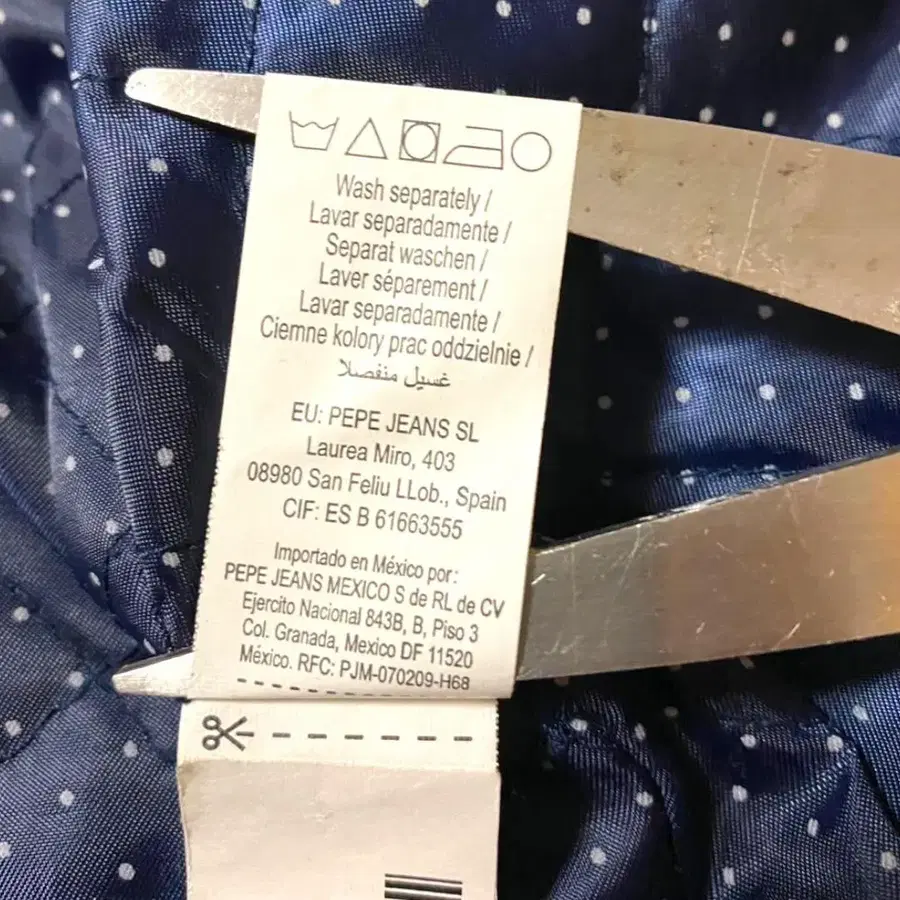 Wash separately /
Lavar separadamente /
Separat waschen /
Laver séparement /
Lavar separadamente /
Ciemne kolory prac oddzielnie /
غسيل منفصلا
EU: PEPE JEANS SL
Laurea Miro, 403
08980 San Feliu LLob., Spain
CIF: ES B 61663555
Importado en México por:
PEPE JEANS MEXICO S de RL de CV
Ejercito Nacional 843B, B, Piso 3
Col. Granada, Mexico DF 11520
México. RFC: PJM-070209-H68